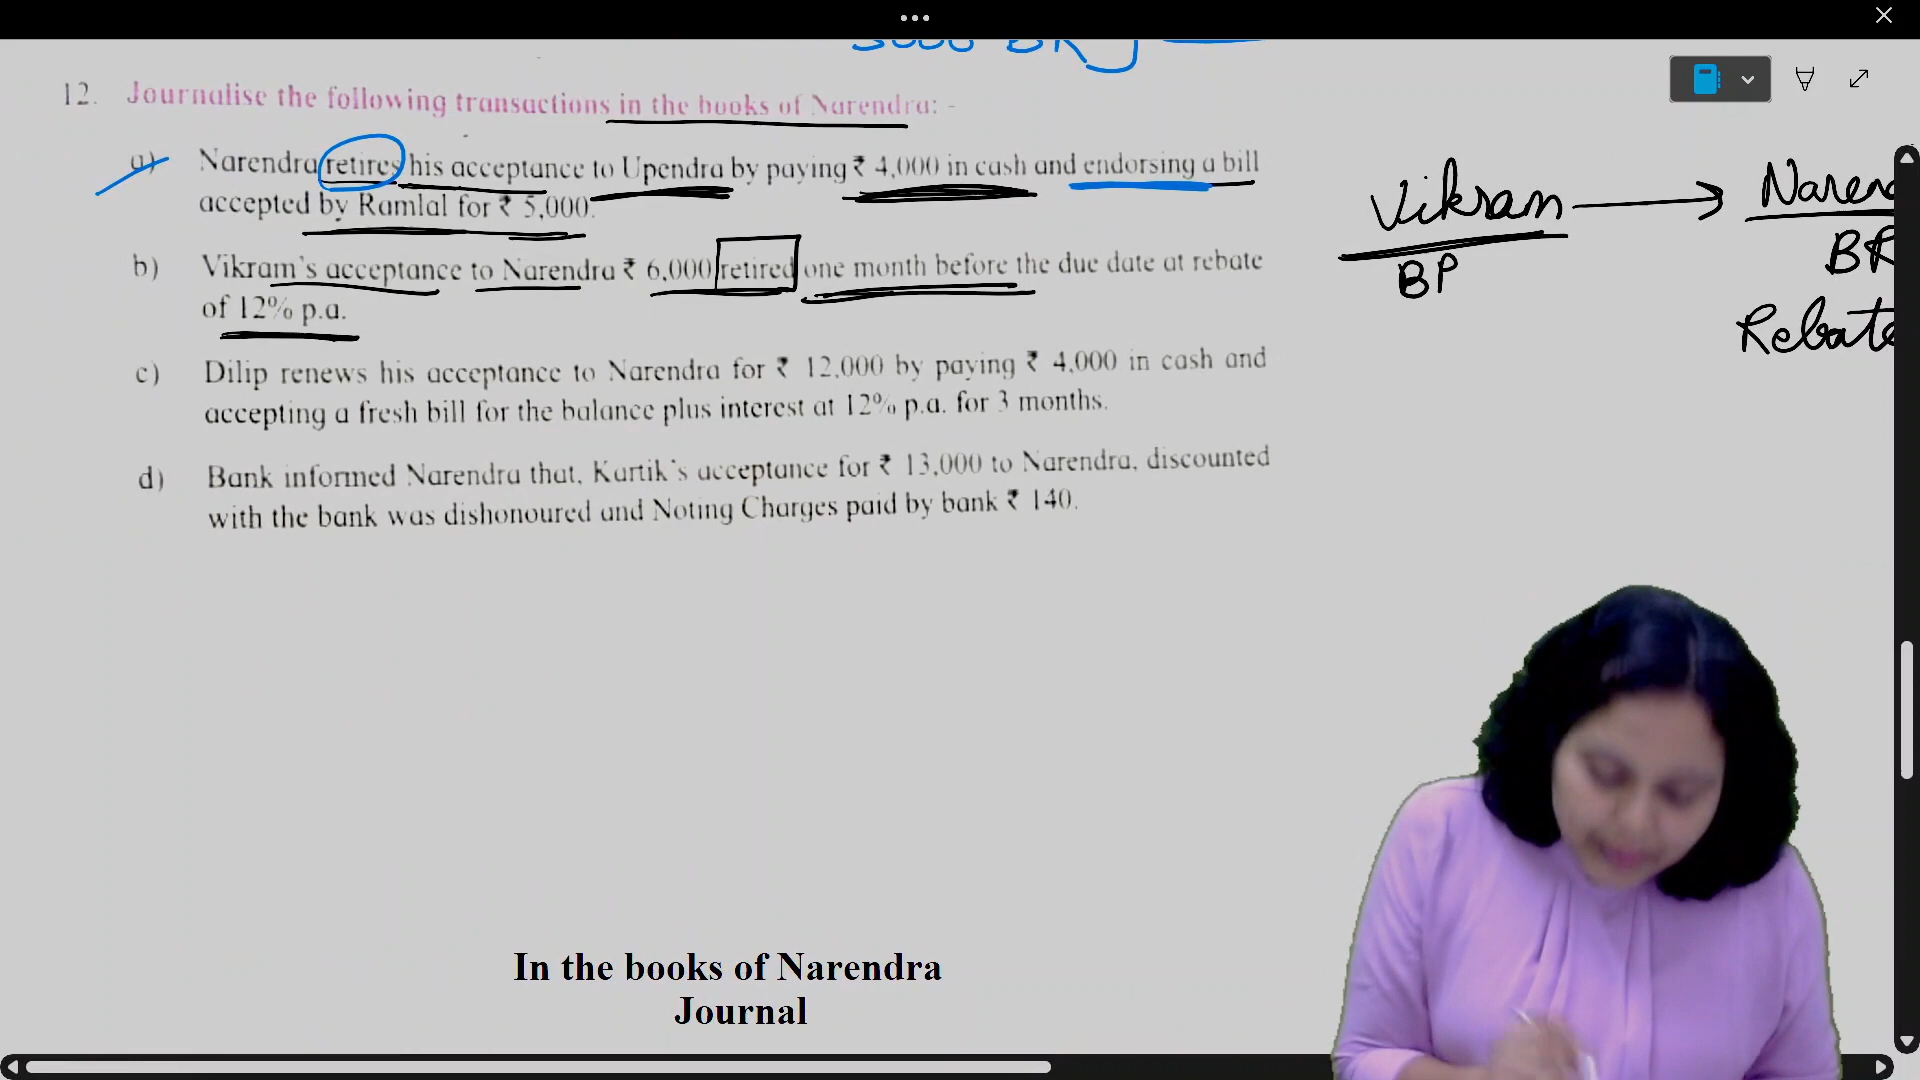 12. Journalise the following transactions in the books of Narendra: -
a) Narendra retires his acceptance to Upendra by paying ₹ 4,000 in cash and endorsing a bill
accepted by Ramlal for ₹ 5,000.
b) Vikram's acceptance to Narendra ₹ 6,000 retired one month before the due date at rebate
of 12% p.a.
c) Dilip renews his acceptance to Narendra for ₹ 12,000 by paying ₹ 4,000 in cash and
accepting a fresh bill for the balance plus interest at 12% p.a. for 3 months.
d) Bank informed Narendra that, Kartik's acceptance for ₹ 13,000 to Narendra, discounted
with the bank was dishonoured and Noting Charges paid by bank ₹ 140.
Vikram
BP
BR
Rebate
In the books of Narendra
Journal